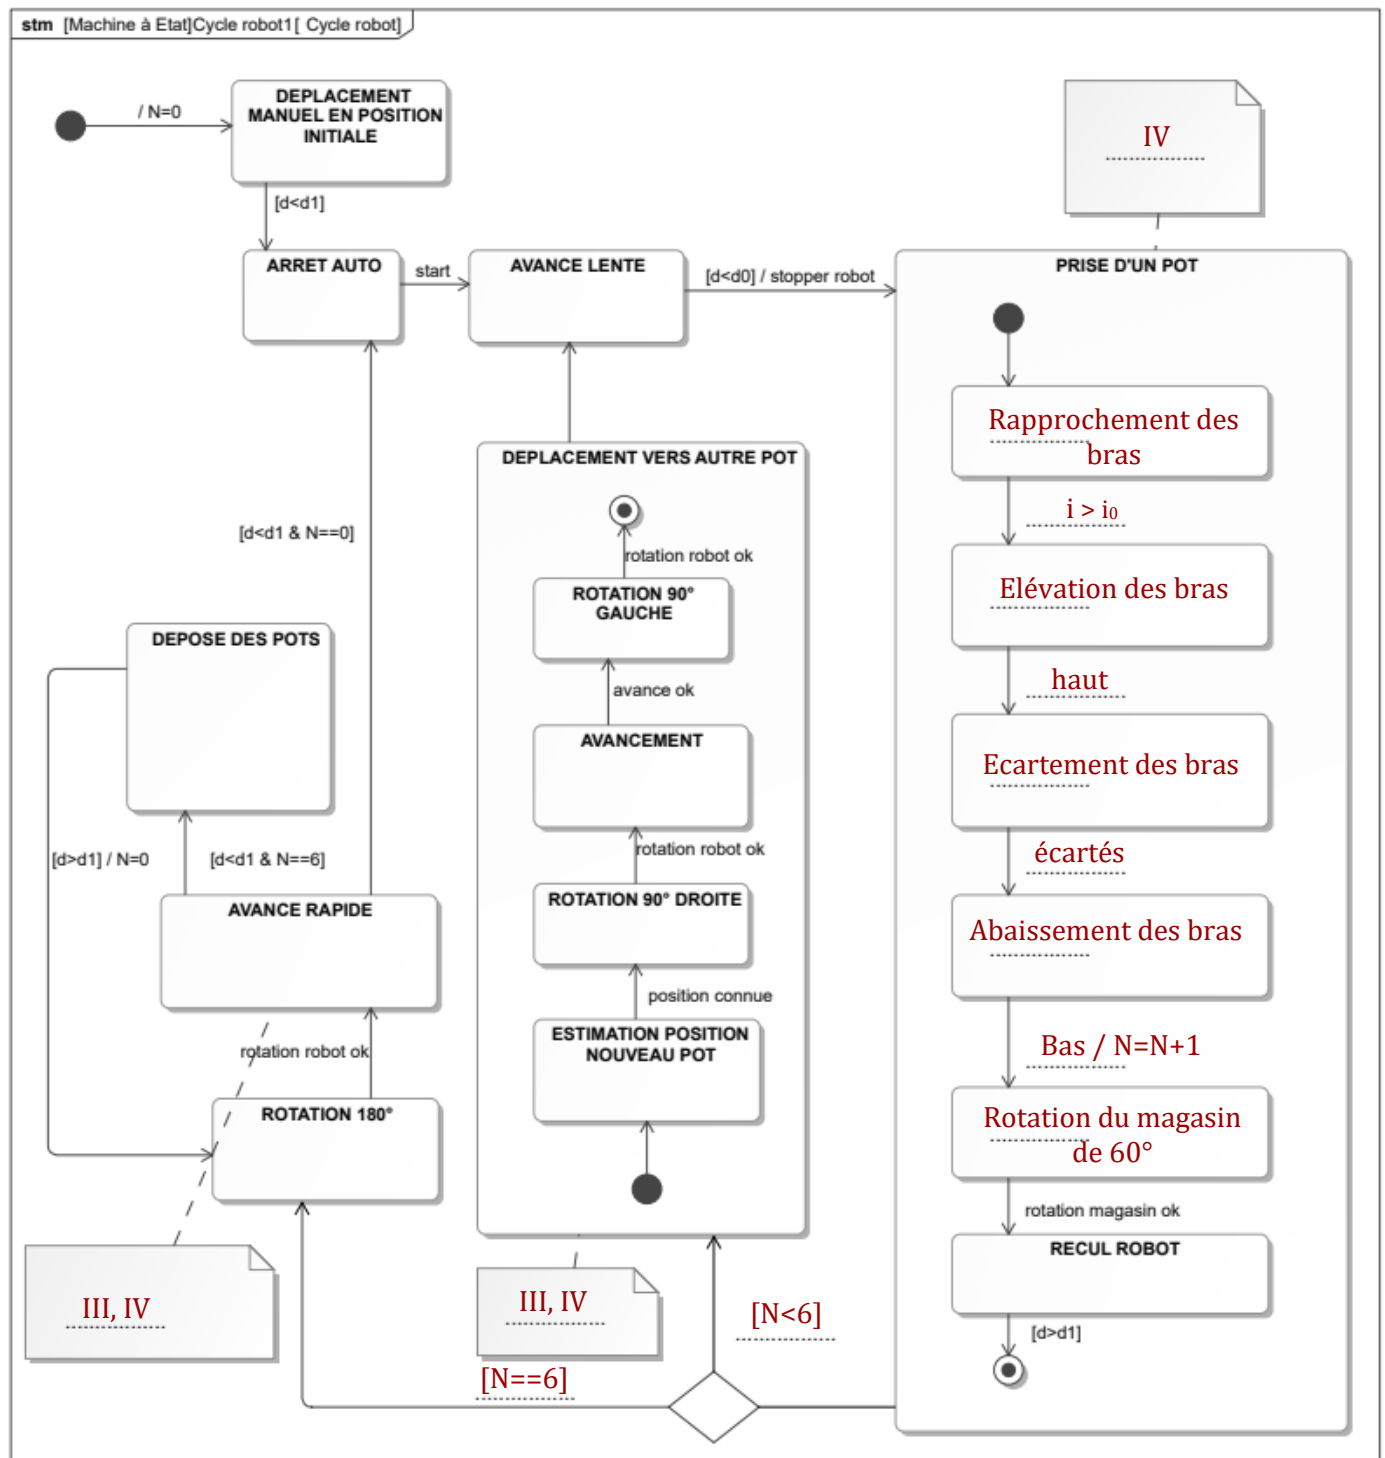 stm [Machine à Etat]Cycle robot1[ Cycle robot]
/ N=0
DEPLACEMENT
MANUEL EN POSITION
INITIALE
IV
[d<d1]
ARRET AUTO
start
AVANCE LENTE
[d<d0] / stopper robot
PRISE D'UN POT
Rapprochement des
bras
i > i₀
Elévation des bras
haut
Ecartement des bras
écartés
Abaissement des bras
Bas / N=N+1
Rotation du magasin
de 60°
rotation magasin ok
RECUL ROBOT
[d>d1]
DEPLACEMENT VERS AUTRE POT
rotation robot ok
ROTATION 90°
GAUCHE
avance ok
AVANCEMENT
rotation robot ok
ROTATION 90° DROITE
position connue
ESTIMATION POSITION
NOUVEAU POT
[d<d1 & N==0]
DEPOSE DES POTS
[d>d1] / N=0
[d<d1 & N==6]
AVANCE RAPIDE
rotation robot ok
ROTATION 180°
III, IV
III, IV
[N<6]
[N==6]